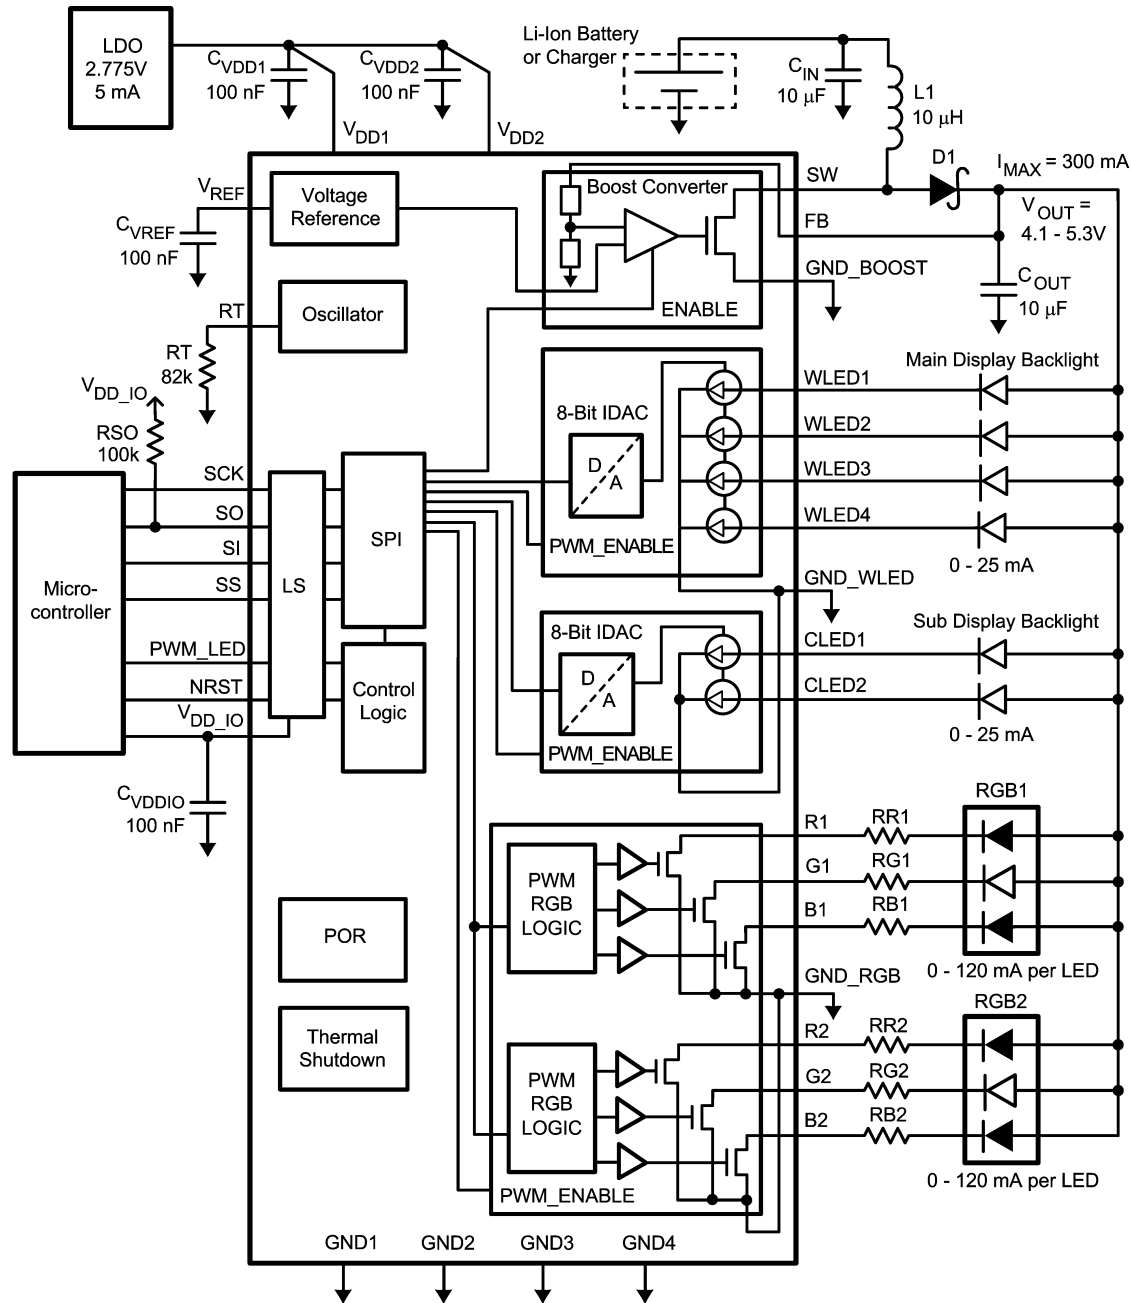 LDO
2.775V
5 mA
CVDD1
100 nF
CVDD2
100 nF
VDD1
VDD2
Li-Ion Battery
or Charger
CIN
10 μF
L1
10 μH
D1
IMAX = 300 mA
VOUT =
4.1 - 5.3V
COUT
10 μF
SW
FB
GND_BOOST
VREF
CVREF
100 nF
Voltage
Reference
Boost Converter
ENABLE
RT
Oscillator
RT
82k
VDD_IO
RSO
100k
Micro-
controller
SCK
SO
SI
SS
PWM_LED
NRST
VDD_IO
CVDDIO
100 nF
LS
SPI
Control
Logic
8-Bit IDAC
D
A
PWM_ENABLE
WLED1
WLED2
WLED3
WLED4
GND_WLED
Main Display Backlight
0 - 25 mA
8-Bit IDAC
D
A
PWM_ENABLE
CLED1
CLED2
Sub Display Backlight
0 - 25 mA
POR
Thermal
Shutdown
PWM
RGB
LOGIC
R1
G1
B1
GND_RGB
RR1
RG1
RB1
RGB1
0 - 120 mA per LED
PWM
RGB
LOGIC
PWM_ENABLE
R2
G2
B2
RR2
RG2
RB2
RGB2
0 - 120 mA per LED
GND1
GND2
GND3
GND4